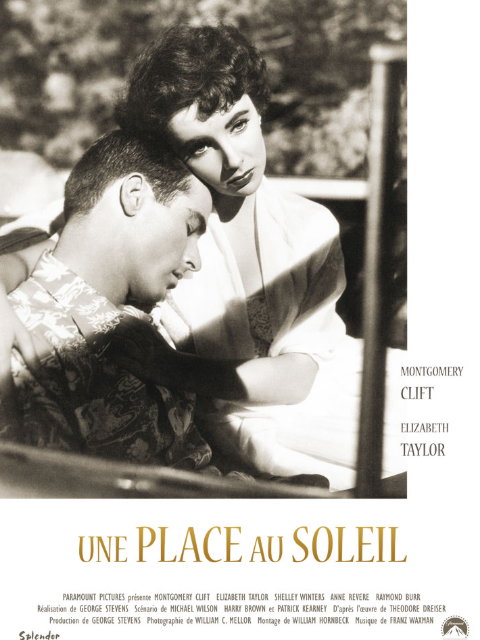 MONTGOMERY
CLIFT
ELIZABETH
TAYLOR
UNE PLACE AU SOLEIL
PARAMOUNT PICTURES présente MONTGOMERY CLIFT ELIZABETH TAYLOR SHELLEY WINTERS ANNE REVERE RAYMOND BURR
Réalisation de GEORGE STEVENS Scénario de MICHAEL WILSON HARRY BROWN et PATRICK KEARNEY D'après l'œuvre de THEODORE DREISER
Production de GEORGE STEVENS Photographie de WILLIAM C. MELLOR Montage de WILLIAM HORNBECK Musique de FRANZ WAXMAN
Splendor